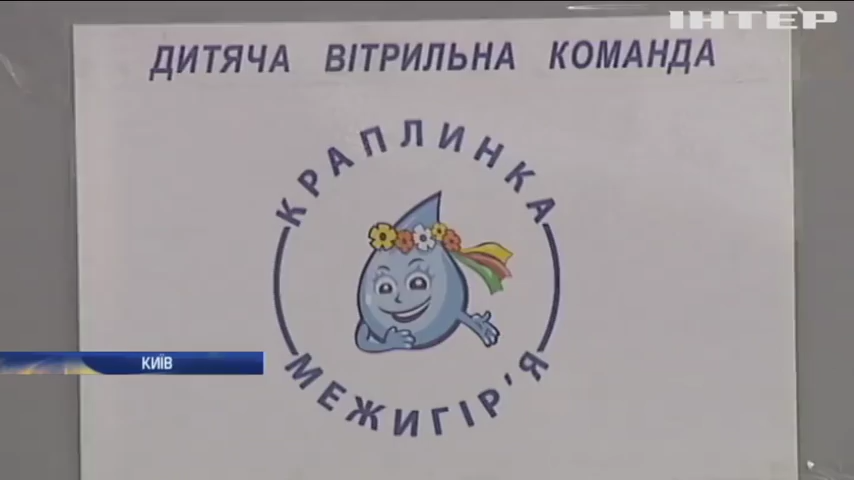 ІНТЕР
ДИТЯЧА ВІТРИЛЬНА КОМАНДА
КРАПЛИНКА
МЕЖИГІР'Я
КИЇВ